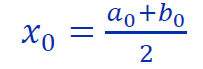 x₀ = (a₀+b₀)/2